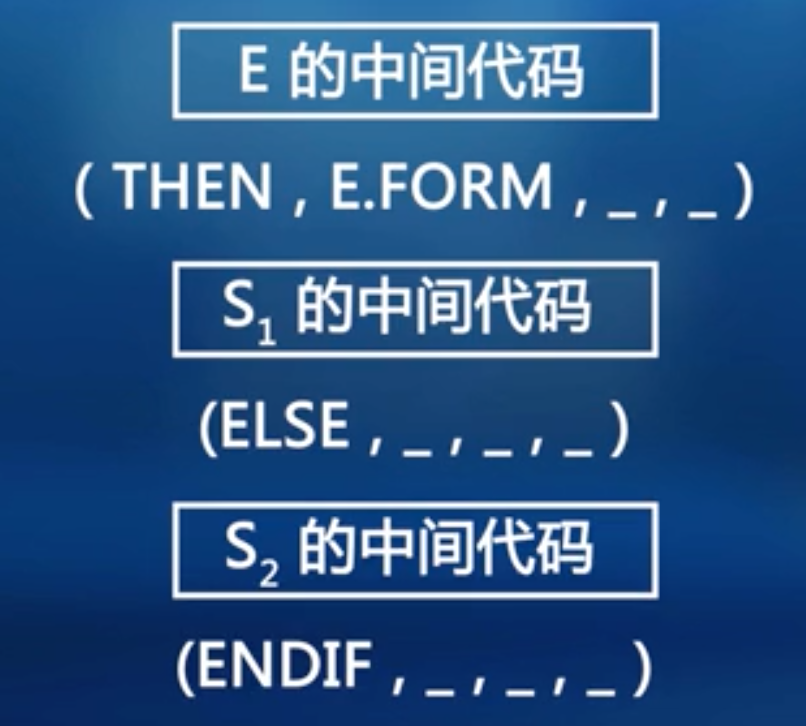 E 的中间代码
( THEN , E.FORM , _ , _ )
S₁ 的中间代码
(ELSE , _ , _ , _ )
S₂ 的中间代码
(ENDIF , _ , _ , _ )